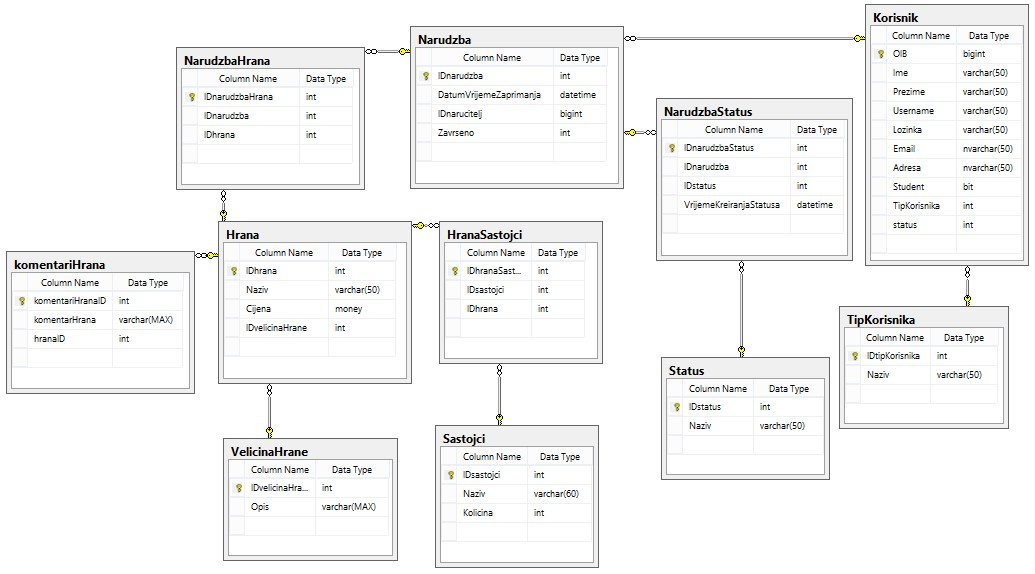 NarudzbaHrana
Column Name Data Type
IDnarudzbaHrana int
IDnarudzba int
IDhrana int
Narudzba
Column Name Data Type
IDnarudzba int
DatumVrijemeZaprimanja datetime
IDnarucitelj bigint
Zavrseno int
Korisnik
Column Name Data Type
OIB bigint
Ime varchar(50)
Prezime varchar(50)
Username varchar(50)
Lozinka varchar(50)
Email nvarchar(50)
Adresa nvarchar(50)
Student bit
TipKorisnika int
status int
NarudzbaStatus
Column Name Data Type
IDnarudzbaStatus int
IDnarudzba int
IDstatus int
VrijemeKreiranjaStatusa datetime
komentariHrana
Column Name Data Type
komentariHranaID int
komentarHrana varchar(MAX)
hranaID int
Hrana
Column Name Data Type
IDhrana int
Naziv varchar(50)
Cijena money
IDvelicinaHrane int
HranaSastojci
Column Name Data Type
IDhranaSast... int
IDsastojci int
IDhrana int
TipKorisnika
Column Name Data Type
IDtipKorisnika int
Naziv varchar(50)
Status
Column Name Data Type
IDstatus int
Naziv varchar(50)
VelicinaHrane
Column Name Data Type
IDvelicinaHra... int
Opis varchar(MAX)
Sastojci
Column Name Data Type
IDsastojci int
Naziv varchar(60)
Kolicina int